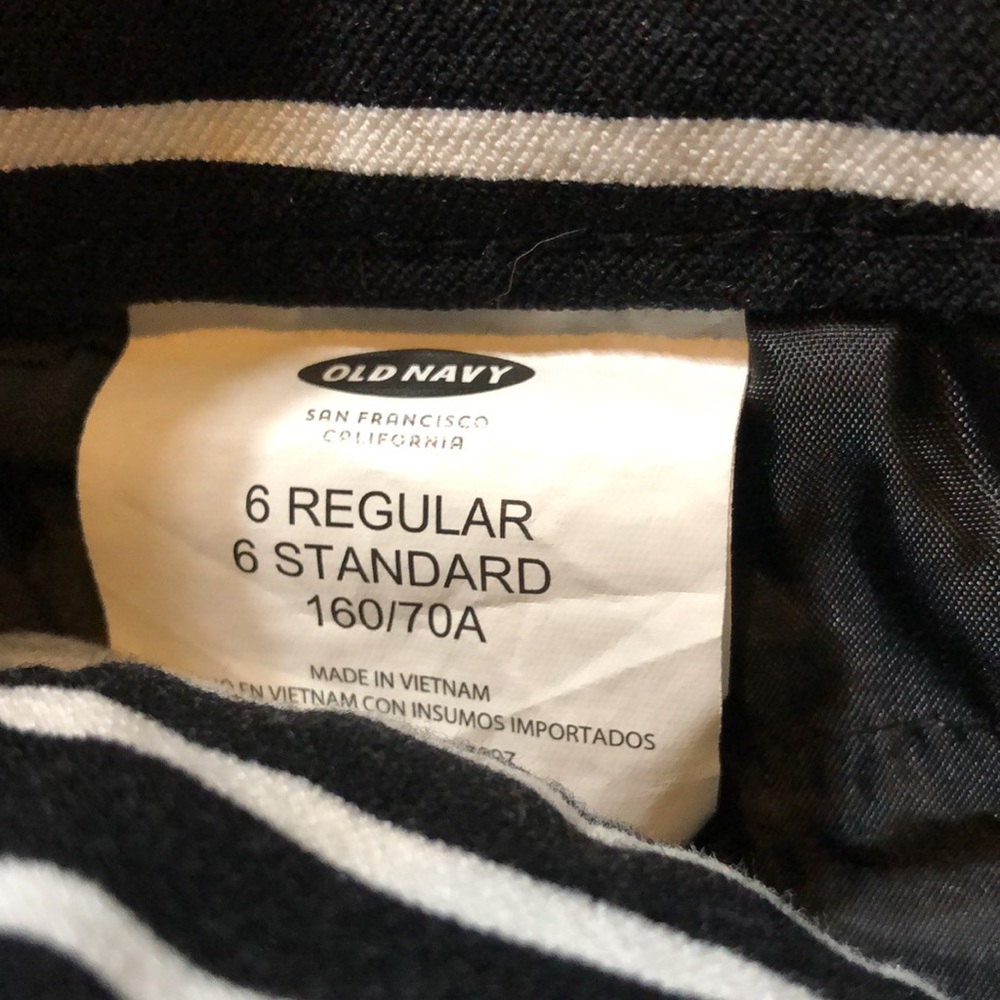 OLD NAVY
SAN FRANCISCO
CALIFORNIA
6 REGULAR
6 STANDARD
160/70A
MADE IN VIETNAM
EN VIETNAM CON INSUMOS IMPORTADOS